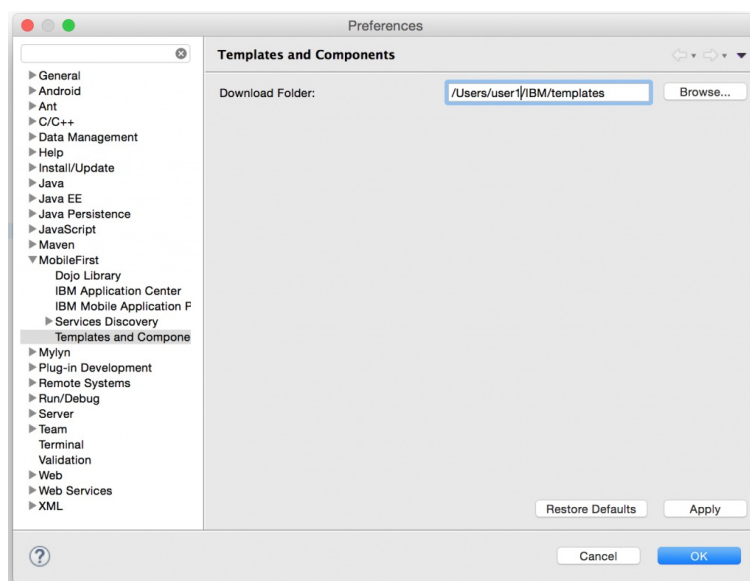 Preferences
Templates and Components
General
Android
Ant
C/C++
Data Management
Help
Install/Update
Java
Java EE
Java Persistence
JavaScript
Maven
MobileFirst
Dojo Library
IBM Application Center
IBM Mobile Application P
Services Discovery
Templates and Compone
Mylyn
Plug-in Development
Remote Systems
Run/Debug
Server
Team
Terminal
Validation
Web
Web Services
XML
Download Folder: /Users/user1/IBM/templates Browse...
Restore Defaults Apply
? Cancel OK